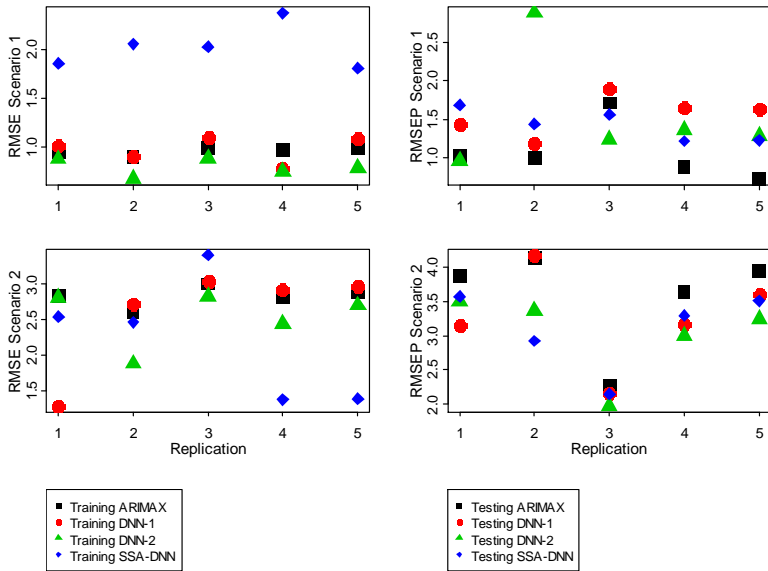 RMSE Scenario 1
1.0
1.5
2.0
1
2
3
4
5
RMSEP Scenario 1
1.0
1.5
2.0
2.5
1
2
3
4
5
RMSE Scenario 2
1.5
2.0
2.5
3.0
1
2
3
4
5
Replication
RMSEP Scenario 2
2.0
2.5
3.0
3.5
4.0
1
2
3
4
5
Replication
Training ARIMAX
Training DNN-1
Training DNN-2
Training SSA-DNN
Testing ARIMAX
Testing DNN-1
Testing DNN-2
Testing SSA-DNN